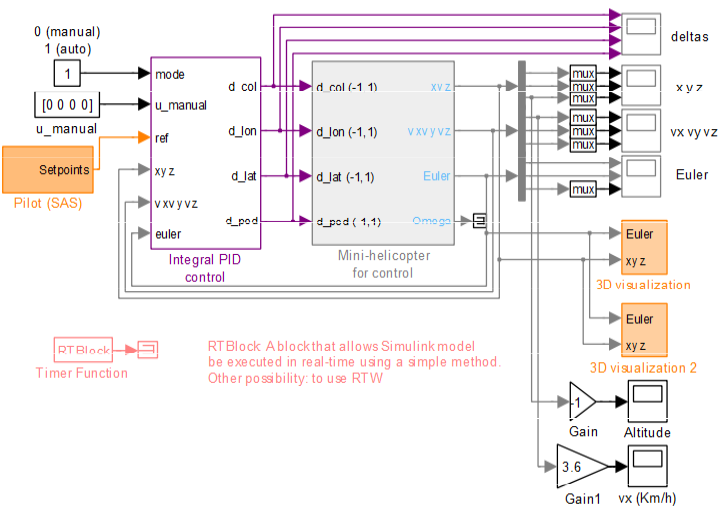 0 (manual)
1 (auto)
1
mode
[0 0 0 0]
u_manual
u_manual
Setpoints
Pilot (SAS)
ref
xyz
vxvyvz
euler
d_col
d_lon
d_lat
d_ped
Integral PID
control
d_col (-1,1)
d_lon (-1,1)
d_lat (-1,1)
d_ped (-1,1)
xyz
vxvyvz
Euler
Omega
Mini-helicopter
for control
deltas
mux
mux
mux
xyz
mux
mux
mux
vx vy vz
mux
Euler
Euler
xyz
3D visualization
Euler
xyz
3D visualization 2
RTBlock
Timer Function
RTBlock: A block that allows Simulink model
be executed in real-time using a simple method.
Other possibility: to use RTW
-1
Gain
Altitude
3.6
Gain1
vx (Km/h)